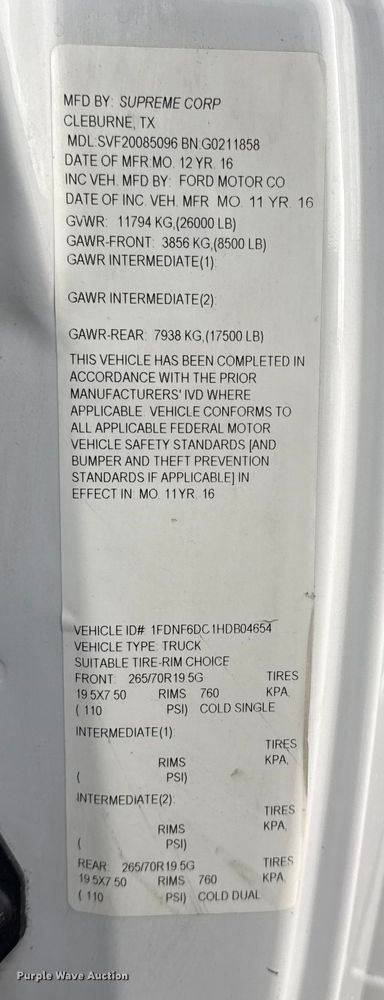 MFD BY: SUPREME CORP
CLEBURNE, TX
MDL:SVF20085096 BN:G0211858
DATE OF MFR:MO. 12 YR. 16
INC VEH. MFD BY: FORD MOTOR CO
DATE OF INC. VEH. MFR. MO. 11 YR. 16
GVWR: 11794 KG,(26000 LB)
GAWR-FRONT: 3856 KG,(8500 LB)
GAWR INTERMEDIATE(1):
GAWR INTERMEDIATE(2):
GAWR-REAR: 7938 KG,(17500 LB)
THIS VEHICLE HAS BEEN COMPLETED IN
ACCORDANCE WITH THE PRIOR
MANUFACTURERS' IVD WHERE
APPLICABLE. VEHICLE CONFORMS TO
ALL APPLICABLE FEDERAL MOTOR
VEHICLE SAFETY STANDARDS [AND
BUMPER AND THEFT PREVENTION
STANDARDS IF APPLICABLE] IN
EFFECT IN: MO. 11YR. 16
VEHICLE ID# 1FDNF6DC1HDB04654
VEHICLE TYPE: TRUCK
SUITABLE TIRE-RIM CHOICE
FRONT: 265/70R19.5G TIRES
19.5X7.50 RIMS 760 KPA,
( 110 PSI) COLD SINGLE
INTERMEDIATE(1):
TIRES
RIMS KPA,
( PSI)
INTERMEDIATE(2):
TIRES
RIMS KPA,
( PSI)
REAR: 265/70R19.5G TIRES
19.5X7.50 RIMS 760 KPA
( 110 PSI) COLD DUAL
Purple Wave Auction